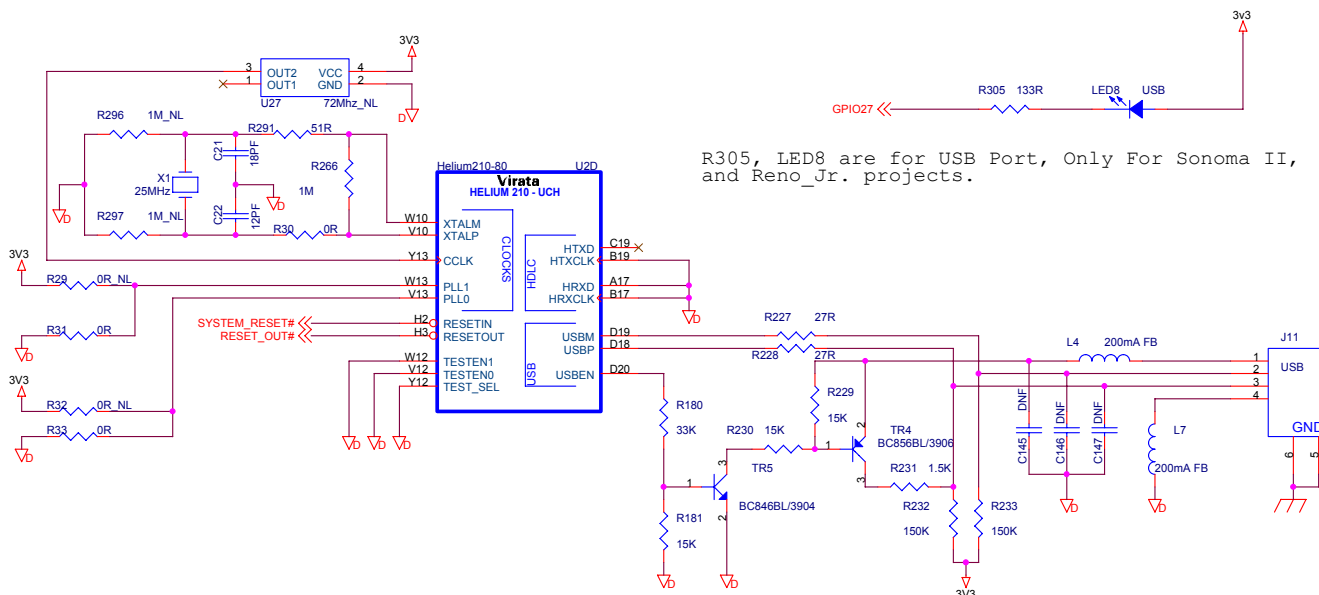 3v3
3V3
3 OUT2 VCC 4
1 OUT1 GND 2
U27 72Mhz_NL
D
R305 133R LED8 USB
GPIO27
R296 1M_NL
R291 51R
C21 18PF
R266
1M
X1
25MHz
D
D
C22 12PF
R297 1M_NL
R30 0R
R305, LED8 are for USB Port, Only For Sonoma II,
and Reno_Jr. projects.
Helium210-80 U2D
Virata
HELIUM 210 - UCH
W10 XTALM
V10 XTALP
Y13 CCLK
W13 PLL1
V13 PLL0
H2 RESETIN
H3 RESETOUT
W12 TESTEN1
V12 TESTEN0
Y12 TEST_SEL
CLOCKS
HDLC
USB
HTXD C19
HTXCLK B19
HRXD A17
HRXCLK B17
USBM D19
USBP D18
USBEN D20
D
3V3
R29 0R_NL
R31 0R
D
SYSTEM_RESET#
RESET_OUT#
3V3
R32 0R_NL
R33 0R
D
D D D
R227 27R
R228 27R
L4 200mA FB
J11
1 USB
2
3
4
GND
6 5
R229
15K
R180
33K
R230 15K
TR4
BC856BL/3906
1 2 3
TR5
BC846BL/3904
1 2 3
R231 1.5K
R181
15K
R232
150K
R233
150K
DNF DNF DNF
C145 C146 C147
L7
200mA FB
D D
D D
3V3